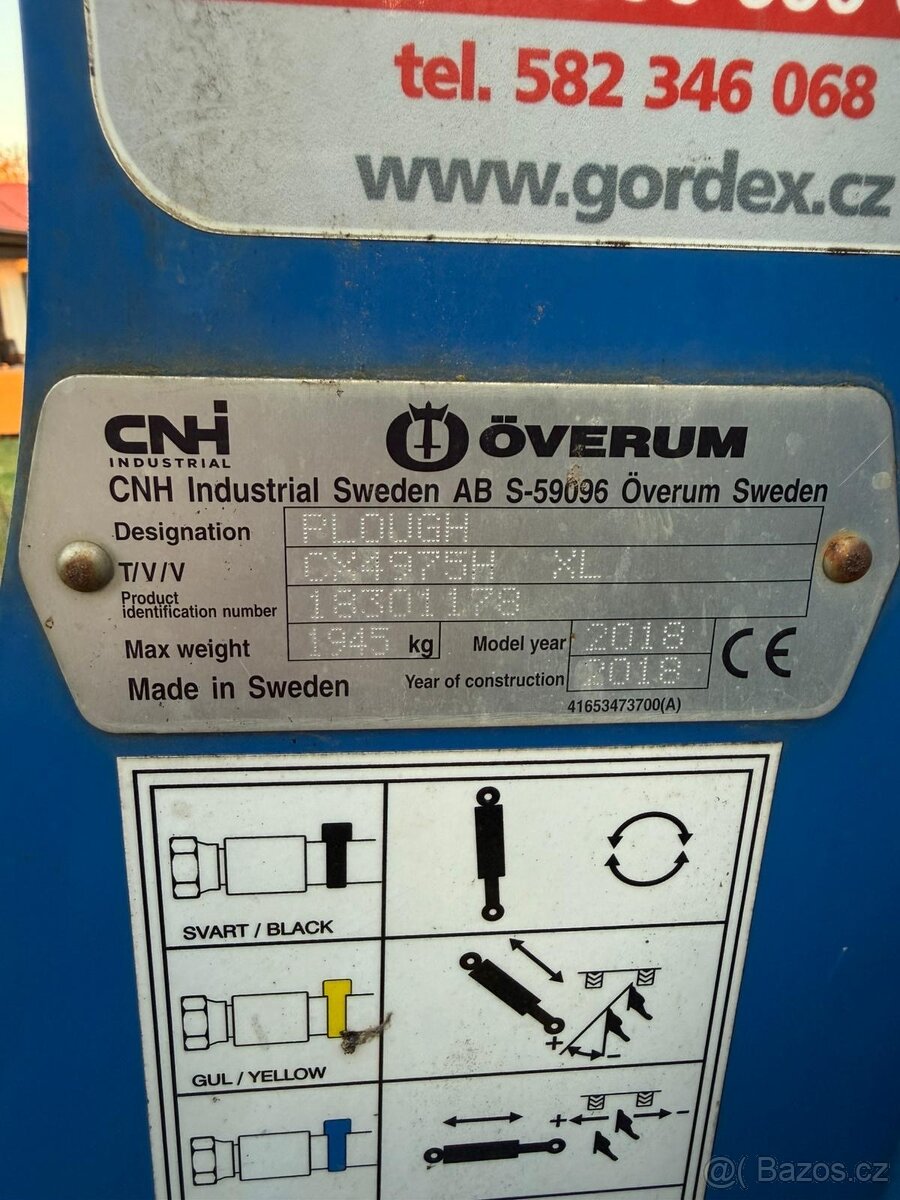 tel. 582 346 068
www.gordex.cz
CNH
INDUSTRIAL
ÖVERUM
CNH Industrial Sweden AB S-59096 Överum Sweden
Designation PLOUGH
T/V/V CX4975H XL
Product
identification number 18301178
Max weight 1945 kg Model year 2018
Made in Sweden Year of construction 2018
CE
41653473700(A)
SVART / BLACK
+ -
GUL / YELLOW
+ -
@( Bazos.cz